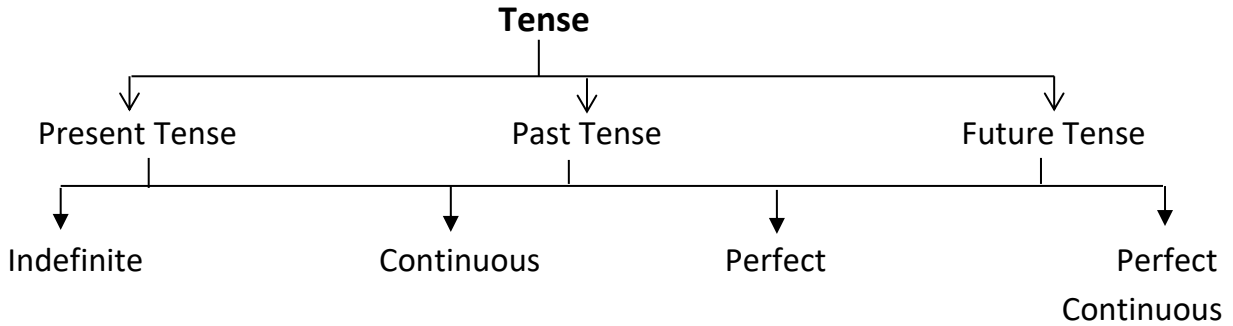 Tense
Present Tense Past Tense Future Tense
Indefinite Continuous Perfect Perfect
Continuous